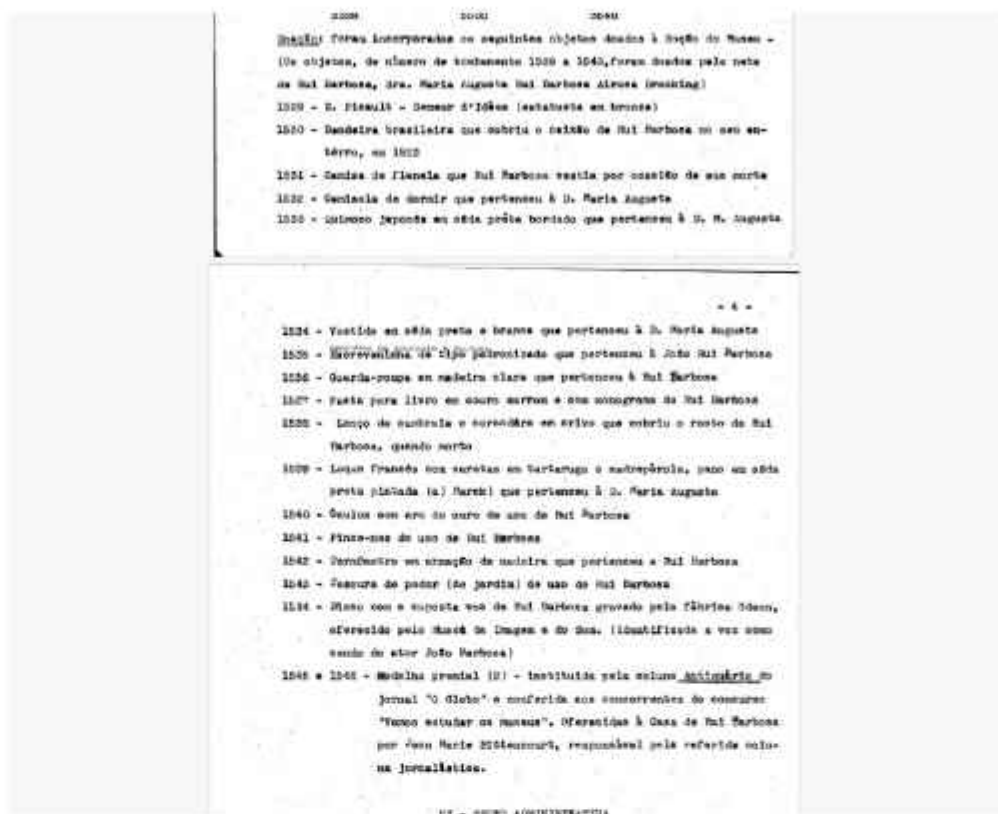 Doação: foram incorporados os seguintes objetos doados à Seção do Museu -
(Os objetos, de número de tombamento 1529 a 1543, foram doados pela neta
de Rui Barbosa, dra. Maria Augusta Rui Barbosa Airosa
1529 - E. Picault - Semeur d'Idées (estatueta em bronze)
1530 - Bandeira brasileira que cobriu o caixão de Rui Barbosa no seu en-
têrro, em 1923
1531 - Camisa de flanela que Rui Barbosa vestia por ocasião de sua morte
1532 - Camisola de dormir que pertenceu à D. Maria Augusta
1533 - Quimono japonês em sêda prêta bordado que pertenceu à D. M. Augusta
- 4 -
1534 - Vestido em sêda preta e branca que pertenceu à D. Maria Augusta
1535 - Escrevaninha de tipo padronizado que pertenceu à João Rui Barbosa
1536 - Guarda-roupa em madeira clara que pertenceu à Rui Barbosa
1537 - Pasta para livro em couro marrom e com monograma de Rui Barbosa
1538 - Lenço de cambraia e em crivo que cobriu o rosto de Rui
Barbosa, quando morto
1539 - Leque francês com varetas em tartaruga e madrepérola, pano em sêda
preta pintada que pertenceu à D. Maria Augusta
1540 - Óculos com aro de ouro de uso de Rui Barbosa
1541 - Pince-nez de uso de Rui Barbosa
1542 - em armação de madeira que pertenceu a Rui Barbosa
1543 - Tesoura de podar (de jardim) de uso de Rui Barbosa
1544 - Disco com a suposta voz de Rui Barbosa gravado pela fábrica Odeon,
oferecido pelo Museu da Imagem e do Som. (identificada a voz como
sendo do ator João Barbosa)
1545 e 1546 - Medalha premial (2) - instituída pela coluna Antiquário do
jornal "O Globo" e conferida aos concorrentes do concurso
"Vamos estudar os museus". Oferecidas à Casa de Rui Barbosa
por Jean Marie Bittencourt, responsável pela referida colu-
na jornalística.